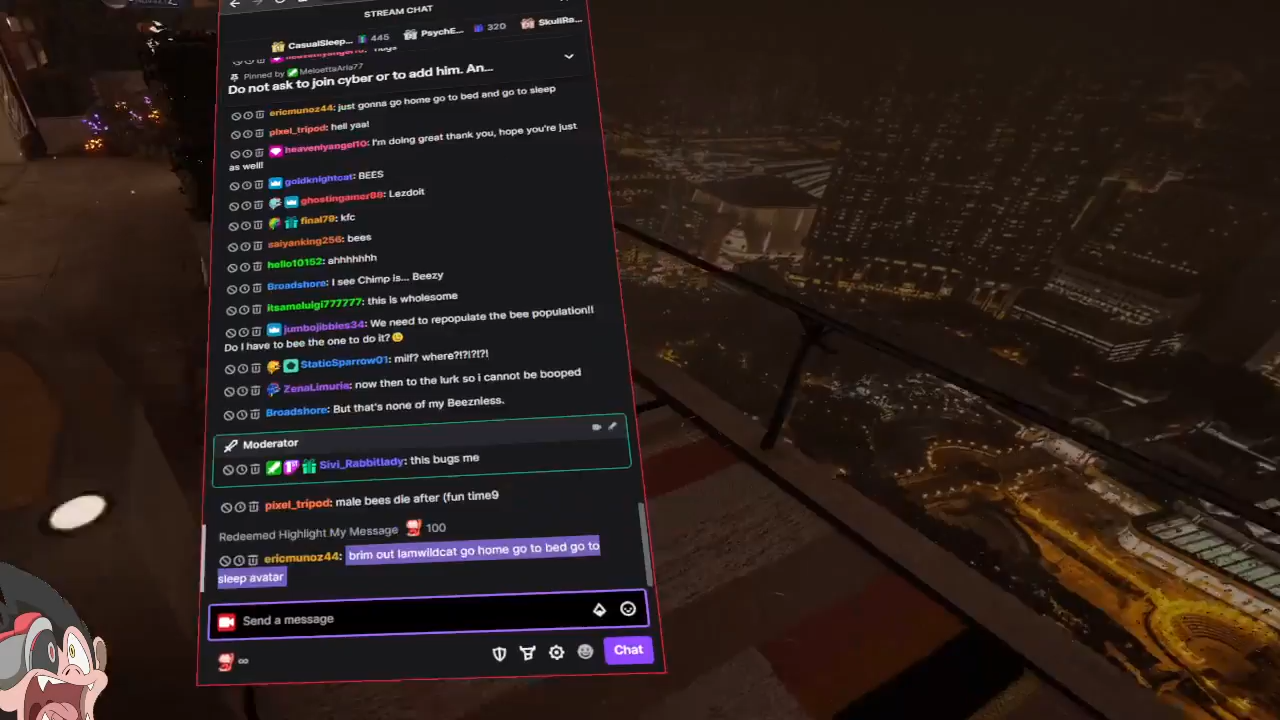 STREAM CHAT
CasualSleep... 445 PsychE... 320 SkullRa...
Pinned by MeloettaAria77
Do not ask to join cyber or to add him. An...
ericmunoz44: just gonna go home go to bed and go to sleep
pixel_tripod: hell yaa!
heavenlyangel10: I'm doing great thank you, hope you're just
as well!
goldknightcat: BEES
ghostingamer88: Lezdoit
final79: kfc
saiyanking256: bees
hello10152: ahhhhhhh
Broadshore: I see Chimp is... Beezy
itsameluigi777777: this is wholesome
jumbojibbles34: We need to repopulate the bee population!!
Do I have to bee the one to do it?
StaticSparrow01: milf? where?!?!?!?!
ZenaLimuria: now then to the lurk so i cannot be booped
Broadshore: But that's none of my Beeznless.
Moderator
Sivi_Rabbitlady: this bugs me
pixel_tripod: male bees die after (fun time9
Redeemed Highlight My Message 100
ericmunoz44: brim out Iamwildcat go home go to bed go to
sleep avatar
Send a message
∞
Chat